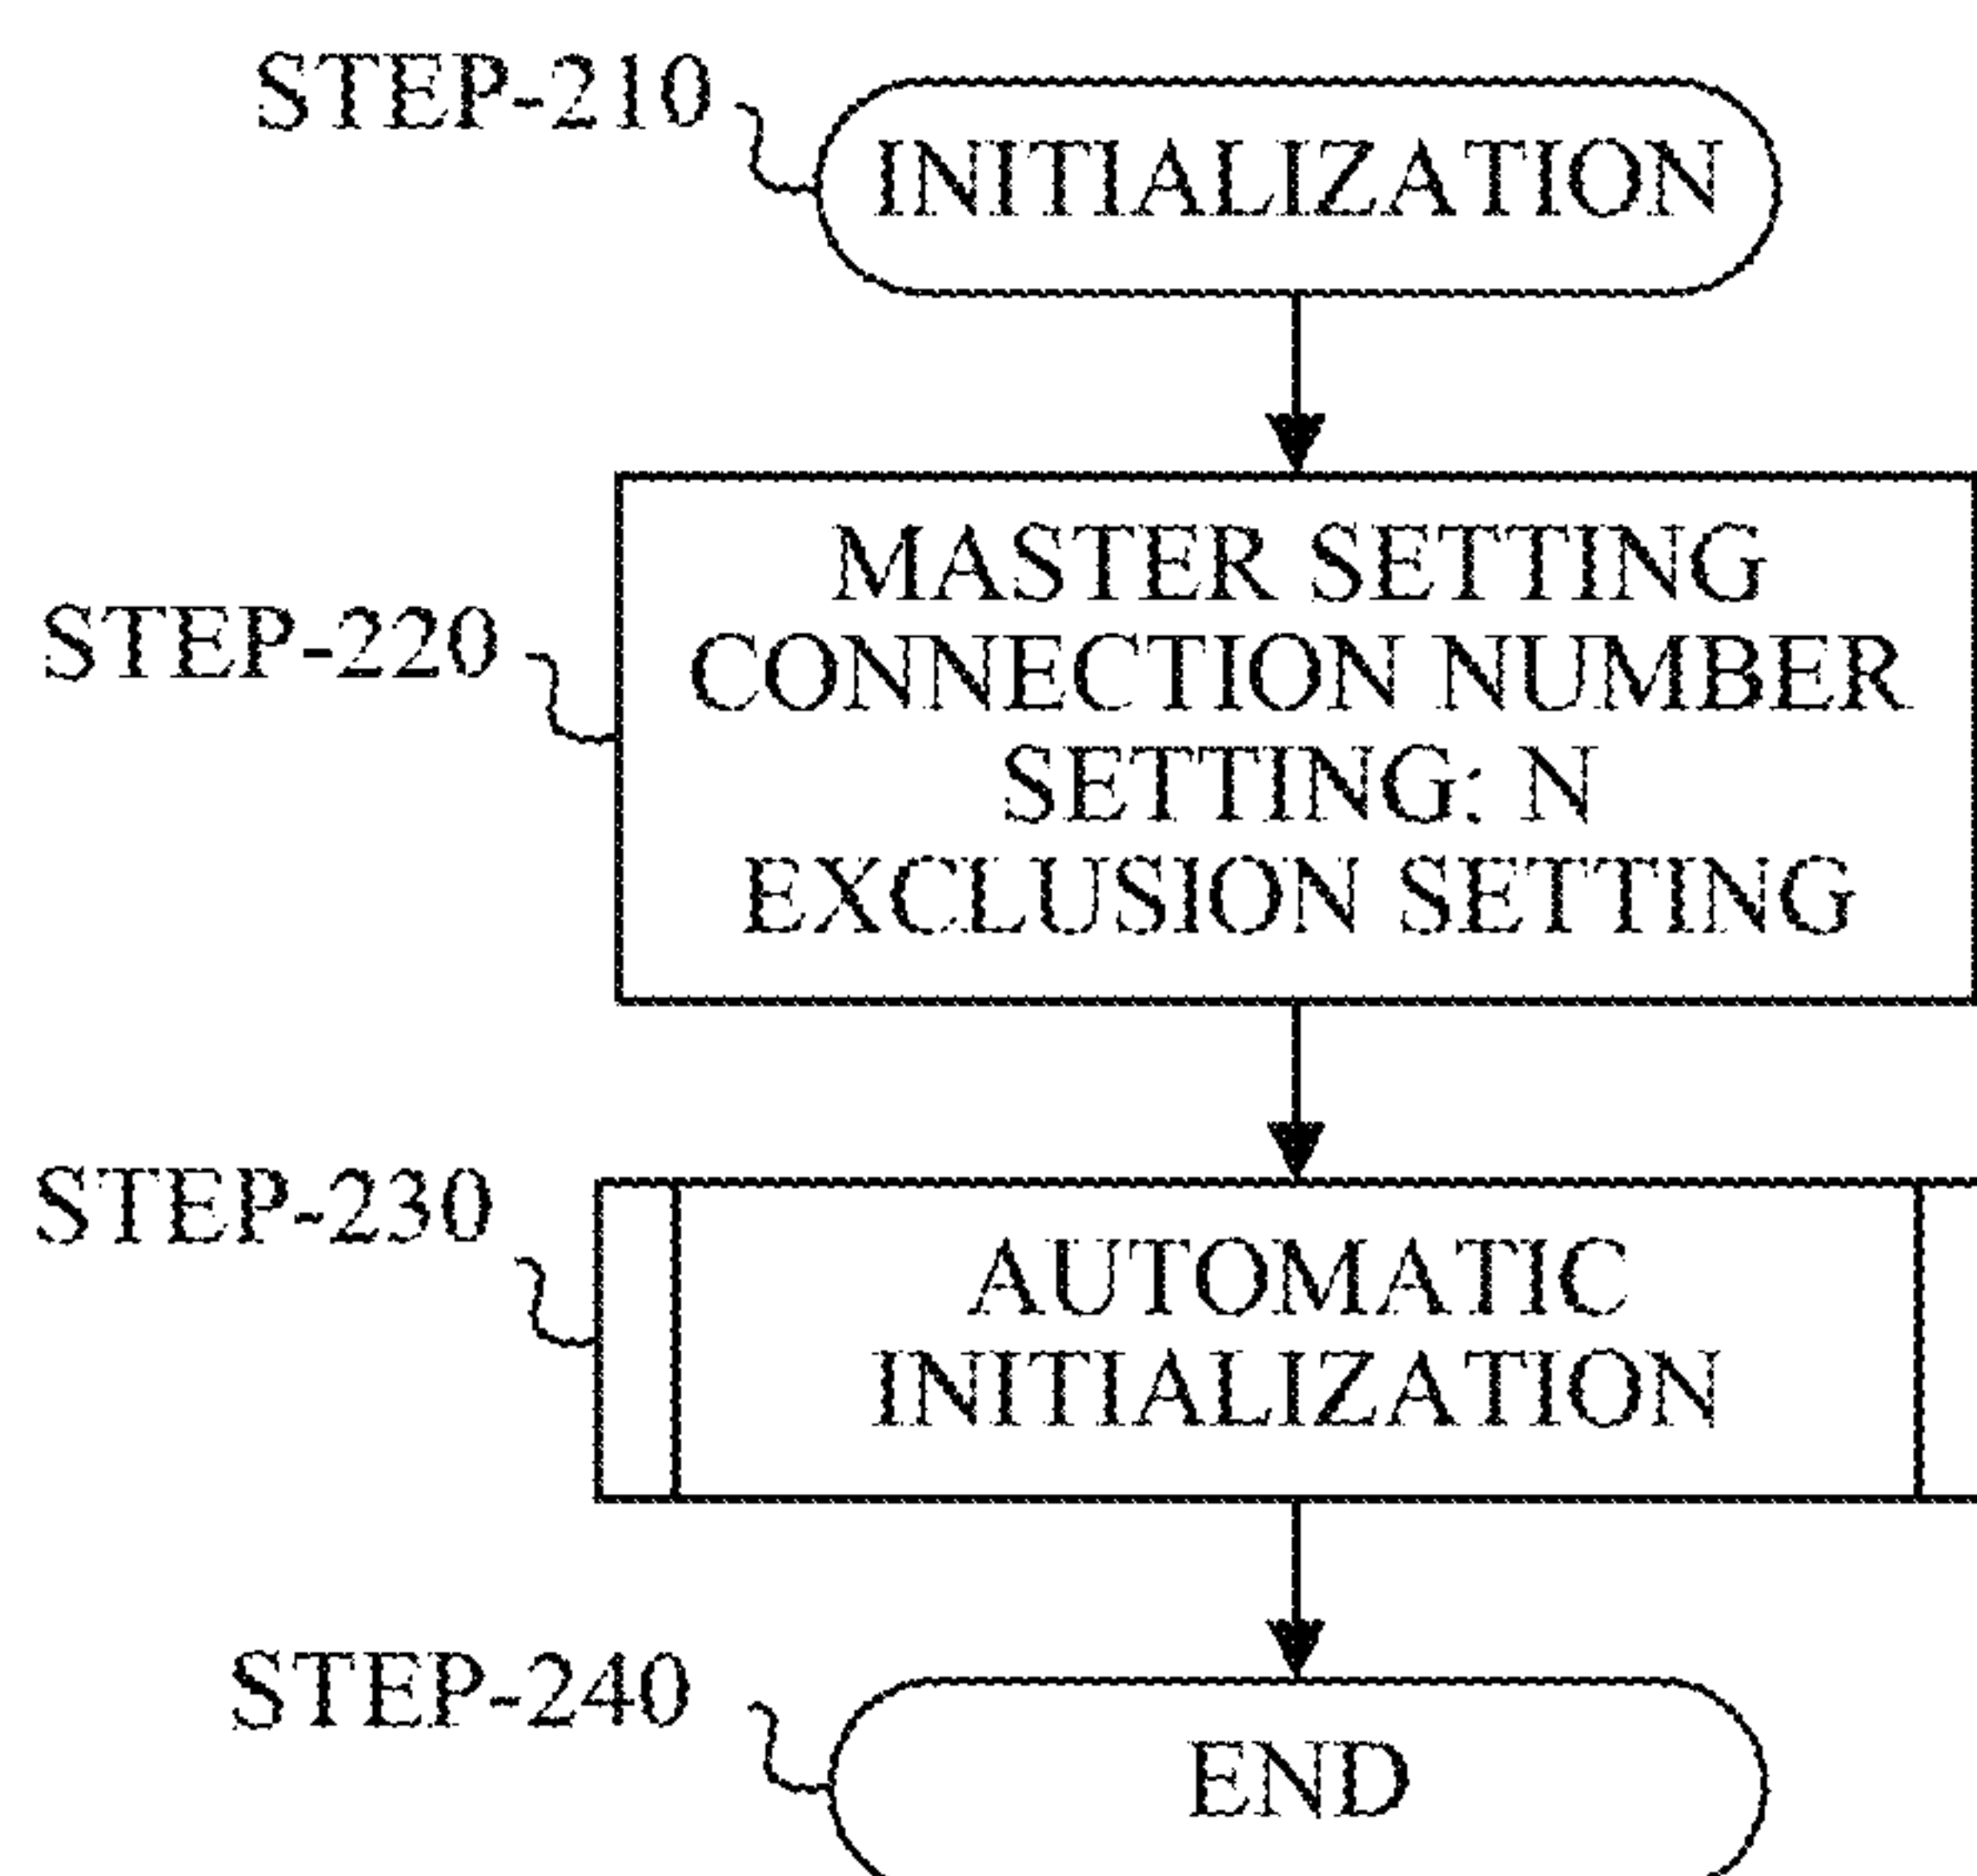 STEP-210
INITIALIZATION
MASTER SETTING
CONNECTION NUMBER
STEP-220
SETTING: N
EXCLUSION SETTING
STEP-230
AUTOMATIC
INITIALIZATION
STEP-240
END